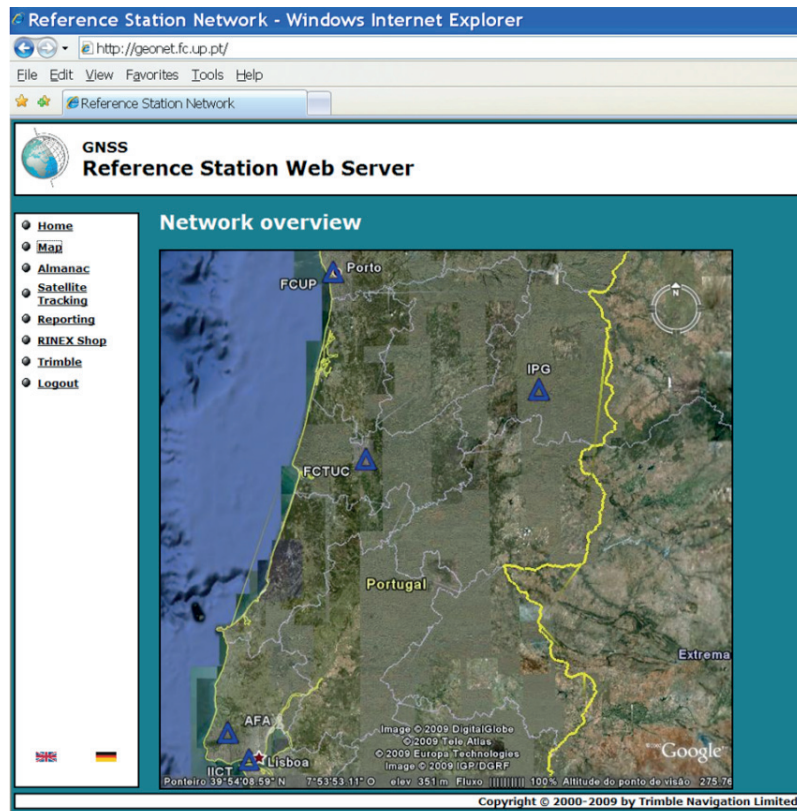 Reference Station Network - Windows Internet Explorer
http://geonet.fc.up.pt/
File Edit View Favorites Tools Help
Reference Station Network
GNSS
Reference Station Web Server
Home
Map
Almanac
Satellite
Tracking
Reporting
RINEX Shop
Trimble
Logout
Network overview
Porto
FCUP
N
IPG
FCTUC
Portugal
Extrema
AFA
IICT
Lisboa
Image © 2009 DigitalGlobe
© 2009 Tele Atlas
© 2009 Europa Technologies
Image © 2009 IGP/DGRF
Google
Ponteiro 39°54'08.59" N 7°53'53.11" O elev 351 m Fluxo 100% Altitude do ponto de visão 275.76
Copyright © 2000-2009 by Trimble Navigation Limited